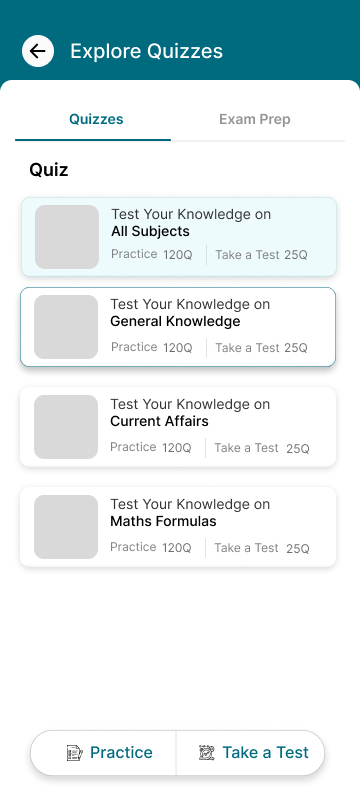 Explore Quizzes
Quizzes
Exam Prep
Quiz
Test Your Knowledge on
All Subjects
Practice 120Q Take a Test 25Q
Test Your Knowledge on
General Knowledge
Practice 120Q Take a Test 25Q
Test Your Knowledge on
Current Affairs
Practice 120Q Take a Test 25Q
Test Your Knowledge on
Maths Formulas
Practice 120Q Take a Test 25Q
Practice
Take a Test